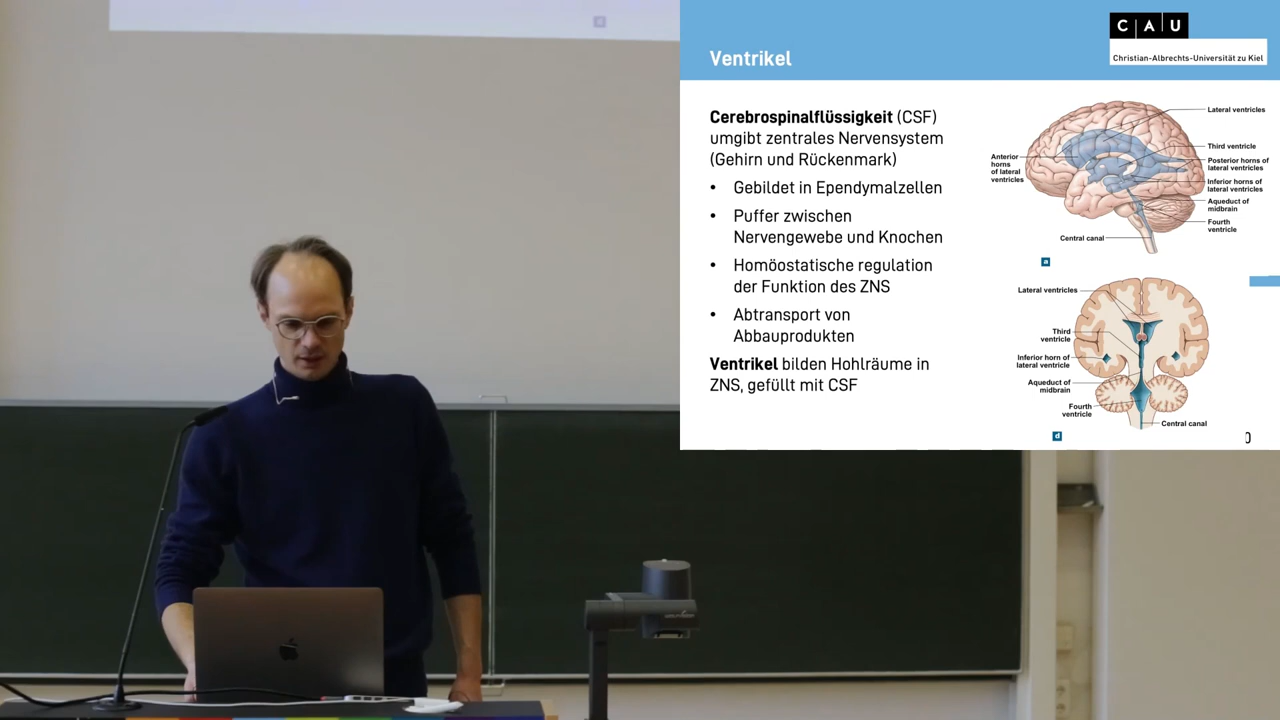 Ventrikel
C A U
Christian-Albrechts-Universität zu Kiel
Cerebrospinalflüssigkeit (CSF)
umgibt zentrales Nervensystem
(Gehirn und Rückenmark)
• Gebildet in Ependymalzellen
• Puffer zwischen
Nervengewebe und Knochen
• Homöostatische regulation
der Funktion des ZNS
• Abtransport von
Abbauprodukten
Ventrikel bilden Hohlräume in
ZNS, gefüllt mit CSF
Lateral ventricles
Third ventricle
Anterior
horns
of lateral
ventricles
Posterior horns of
lateral ventricles
Inferior horns of
lateral ventricles
Aqueduct of
midbrain
Fourth
ventricle
Central canal
a
Lateral ventricles
Third
ventricle
Inferior horn of
lateral ventricle
Aqueduct of
midbrain
Fourth
ventricle
Central canal
d
0
d